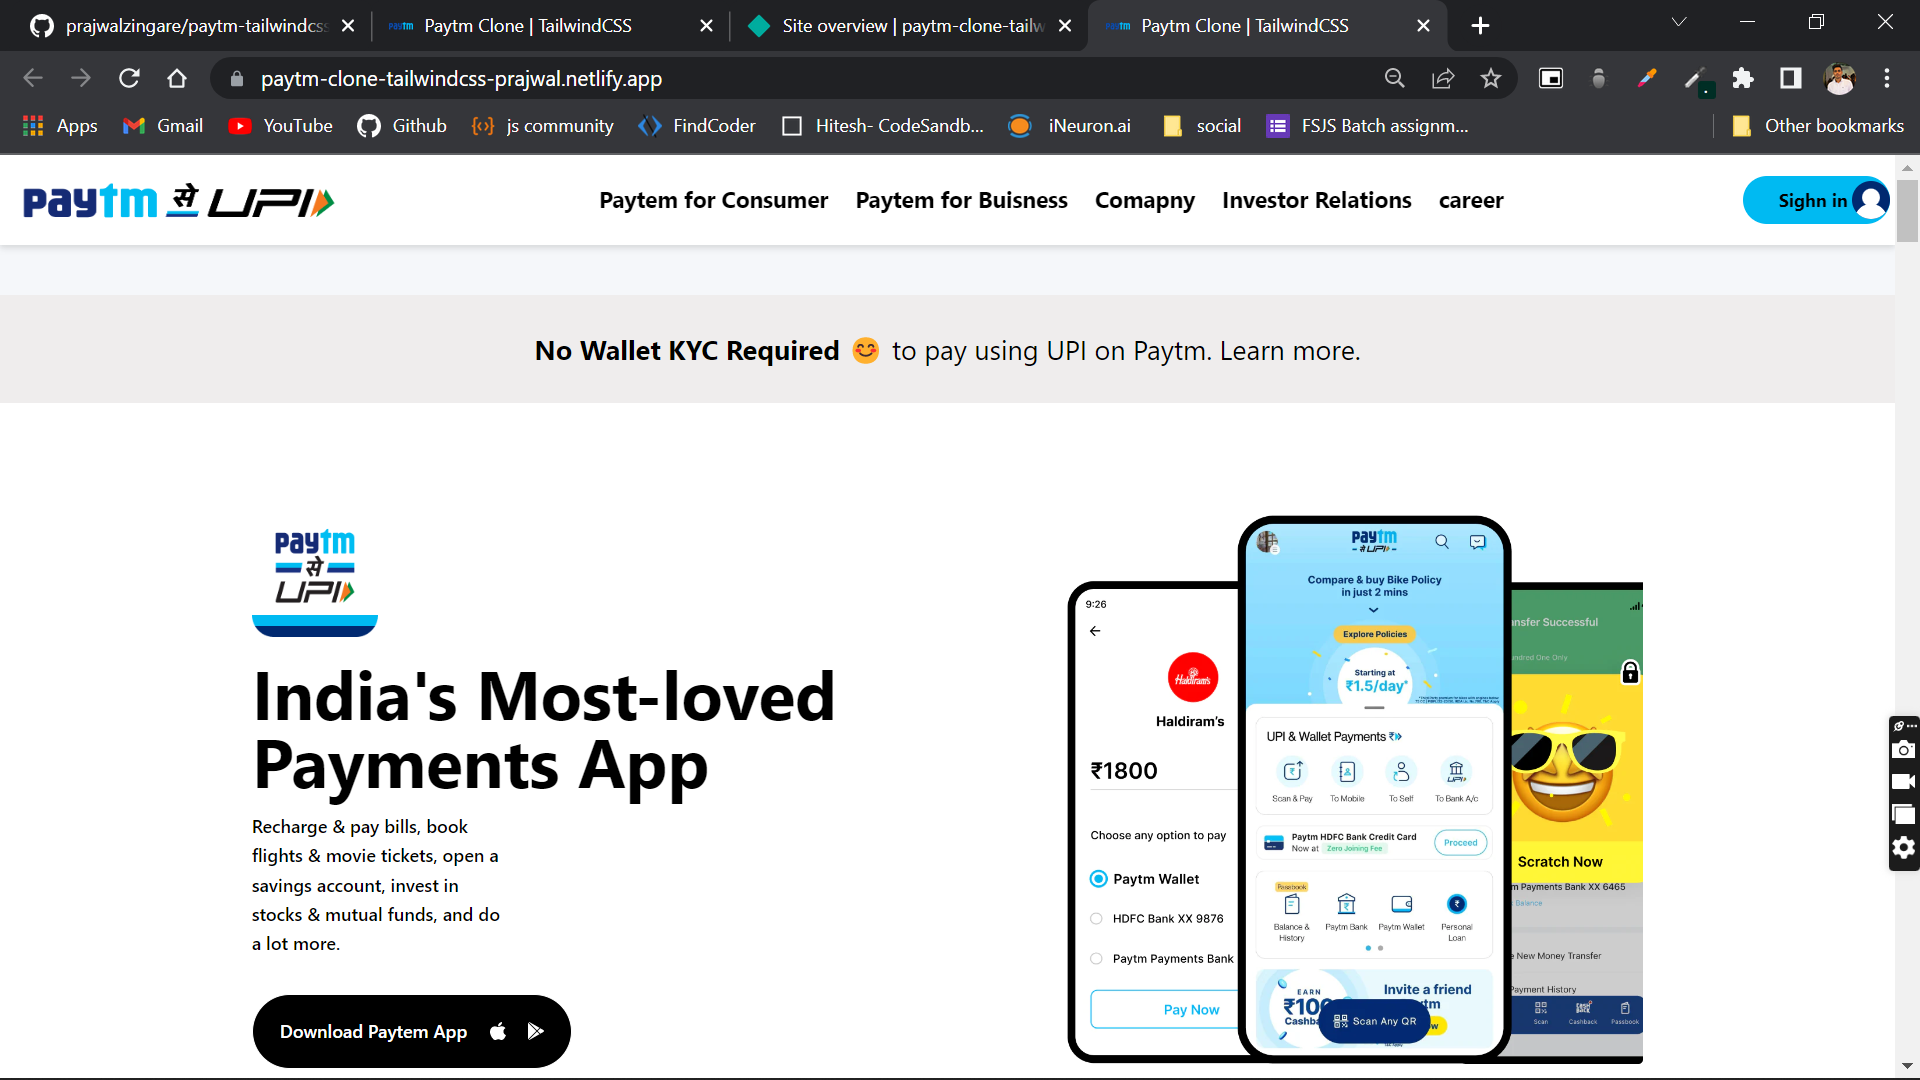 prajwalzingare/paytm-tailwindcss
Paytm Clone | TailwindCSS
Site overview | paytm-clone-tailw
Paytm Clone | TailwindCSS
paytm-clone-tailwindcss-prajwal.netlify.app
Apps Gmail YouTube Github js community FindCoder Hitesh- CodeSandb... iNeuron.ai social FSJS Batch assignm... Other bookmarks
paytm से UPI
Paytem for Consumer Paytem for Buisness Comapny Investor Relations career
Sighn in
No Wallet KYC Required 😊 to pay using UPI on Paytm. Learn more.
paytm
से
UPI
India's Most-loved
Payments App
Recharge & pay bills, book
flights & movie tickets, open a
savings account, invest in
stocks & mutual funds, and do
a lot more.
Download Paytem App
9:26
Haldiram's
Haldiram's
₹1800
Choose any option to pay
Paytm Wallet
HDFC Bank XX 9876
Paytm Payments Bank
Pay Now
paytm
से UPI
Compare & buy Bike Policy
in just 2 mins
Explore Policies
Starting at
₹1.5/day*
UPI & Wallet Payments
Scan & Pay To Mobile To Self To Bank A/c
Paytm HDFC Bank Credit Card
Now at Zero Joining Fee
Proceed
Passbook
Balance & History
Paytm Bank
Paytm Wallet
Personal Loan
EARN
₹100
Cashba
Invite a friend
tm
Scan Any QR
nsfer Successful
undred One Only
Scratch Now
m Payments Bank XX 6465
Balance
New Money Transfer
Payment History
Scan Cashback Passbook